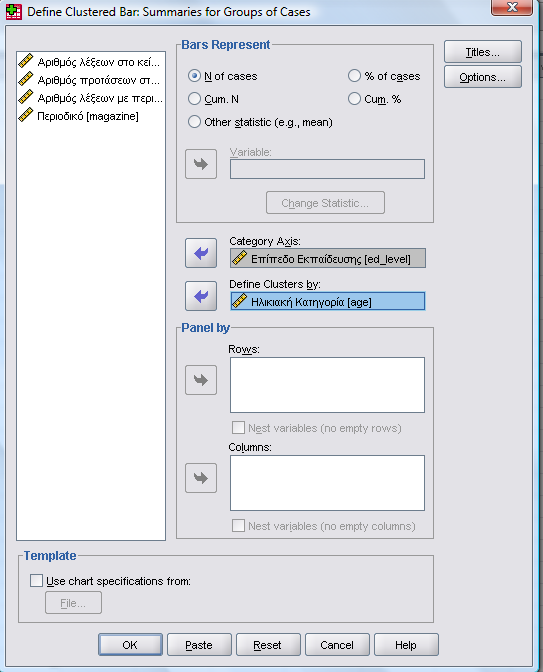 Define Clustered Bar: Summaries for Groups of Cases
Αριθμός λέξεων στο κεί...
Αριθμός προτάσεων στ...
Αριθμός λέξεων με περι...
Περιοδικό [magazine]
Bars Represent
N of cases
% of cases
Cum. N
Cum. %
Other statistic (e.g., mean)
Variable:
Change Statistic...
Category Axis:
Επίπεδο Εκπαίδευσης [ed_level]
Define Clusters by:
Ηλικιακή Κατηγορία [age]
Panel by
Rows:
Nest variables (no empty rows)
Columns:
Nest variables (no empty columns)
Titles...
Options...
Template
Use chart specifications from:
File...
OK
Paste
Reset
Cancel
Help